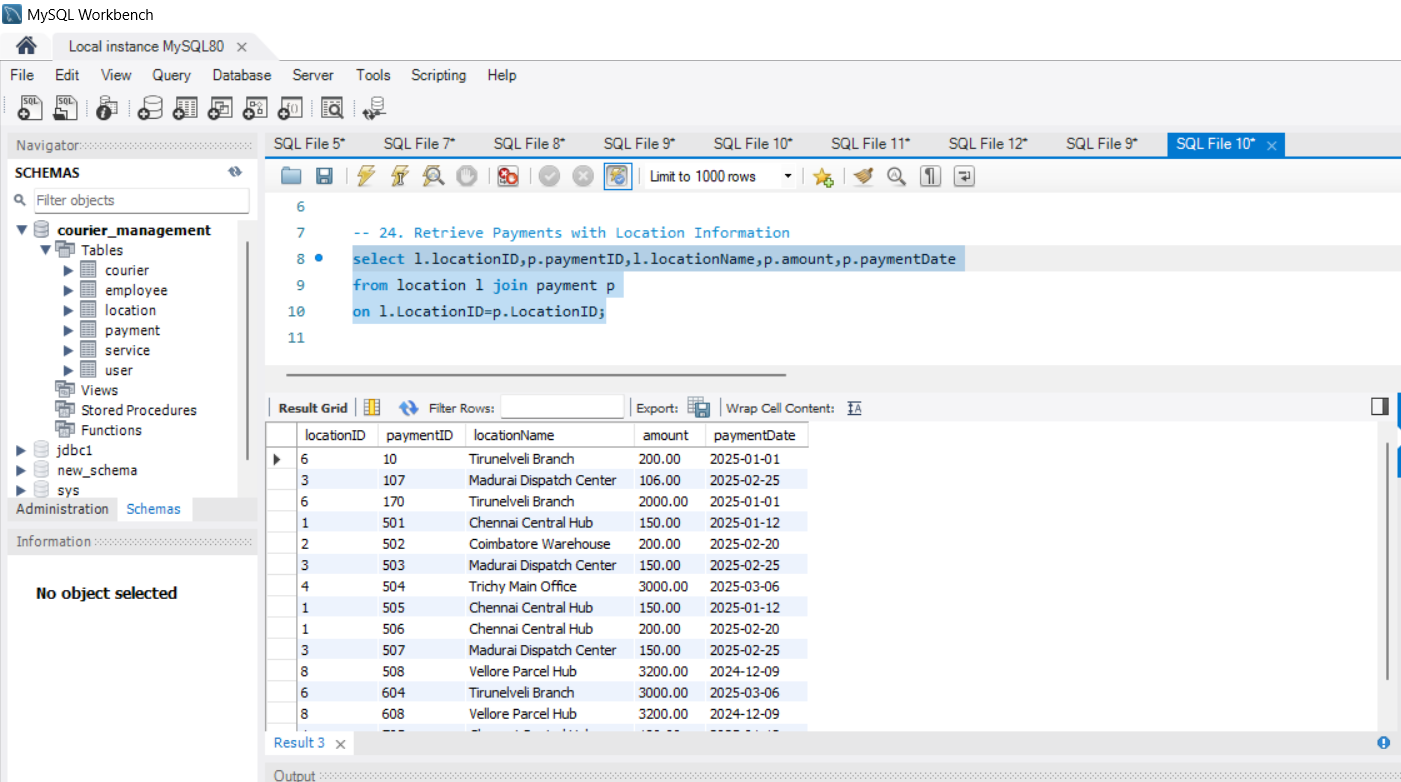 MySQL Workbench
Local instance MySQL80
File Edit View Query Database Server Tools Scripting Help
SQL SQL
Navigator
SCHEMAS
Filter objects
courier_management
Tables
courier
employee
location
payment
service
user
Views
Stored Procedures
Functions
jdbc1
new_schema
sys
Administration Schemas
Information
No object selected
SQL File 5* SQL File 7* SQL File 8* SQL File 9* SQL File 10* SQL File 11* SQL File 12* SQL File 9* SQL File 10*
Limit to 1000 rows
6
7 -- 24. Retrieve Payments with Location Information
8 select l.locationID,p.paymentID,l.locationName,p.amount,p.paymentDate
9 from location l join payment p
10 on l.LocationID=p.LocationID;
11
Result Grid Filter Rows: Export: Wrap Cell Content:
locationID paymentID locationName amount paymentDate
6 10 Tirunelveli Branch 200.00 2025-01-01
3 107 Madurai Dispatch Center 106.00 2025-02-25
6 170 Tirunelveli Branch 2000.00 2025-01-01
1 501 Chennai Central Hub 150.00 2025-01-12
2 502 Coimbatore Warehouse 200.00 2025-02-20
3 503 Madurai Dispatch Center 150.00 2025-02-25
4 504 Trichy Main Office 3000.00 2025-03-06
1 505 Chennai Central Hub 150.00 2025-01-12
1 506 Chennai Central Hub 200.00 2025-02-20
3 507 Madurai Dispatch Center 150.00 2025-02-25
8 508 Vellore Parcel Hub 3200.00 2024-12-09
6 604 Tirunelveli Branch 3000.00 2025-03-06
8 608 Vellore Parcel Hub 3200.00 2024-12-09
Result 3
Output